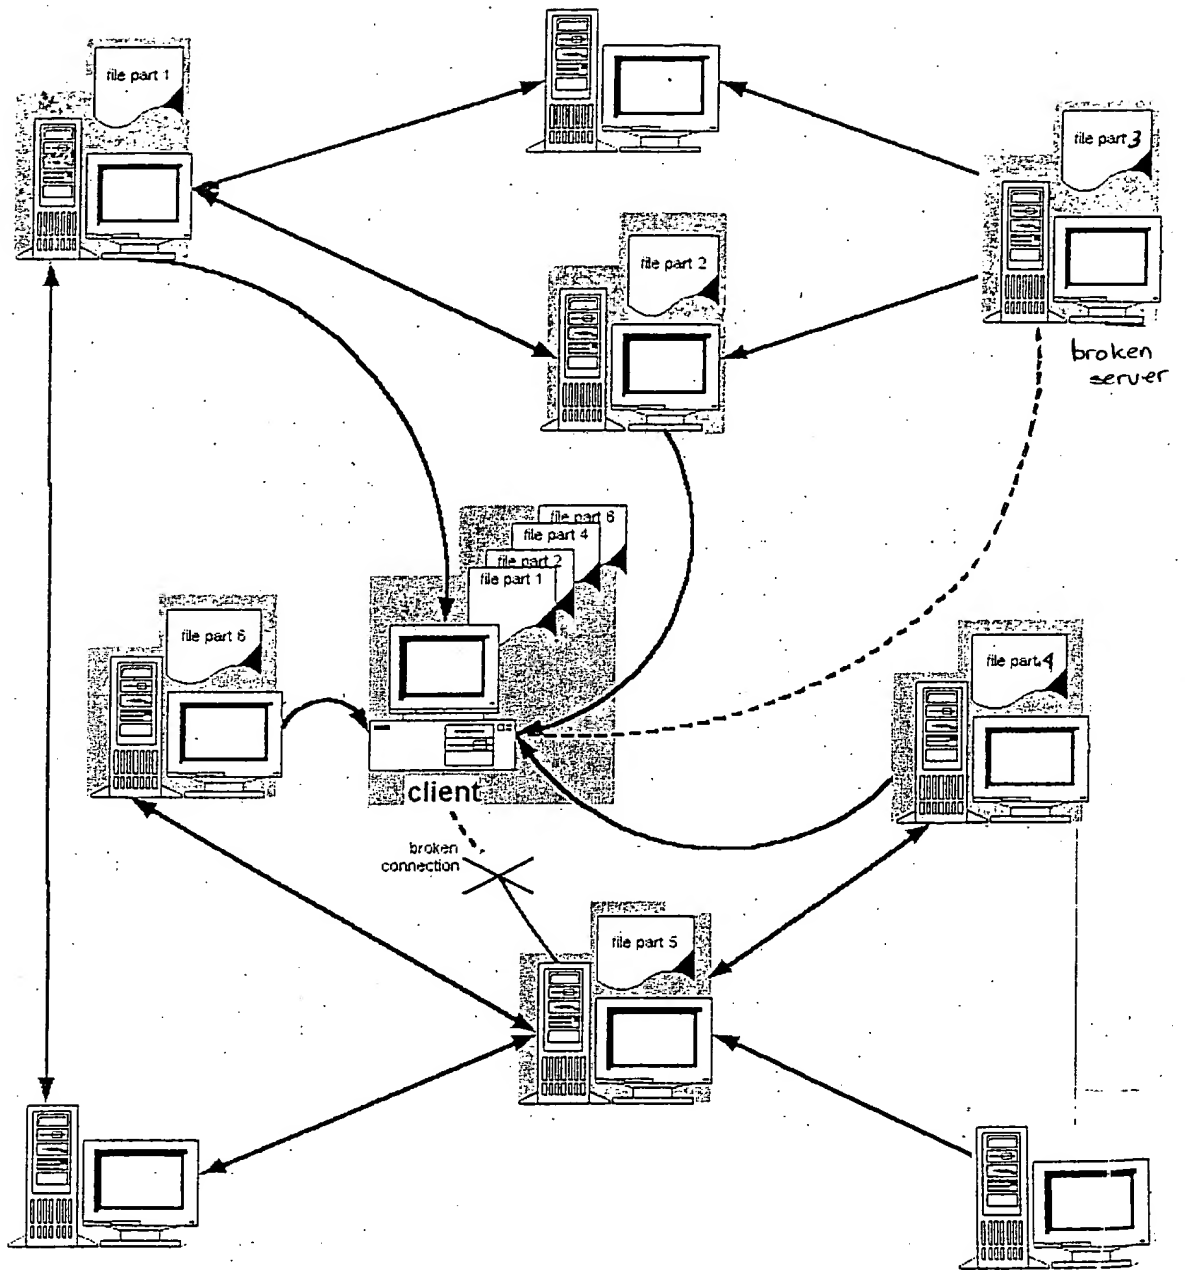 file part 1
file part 3
file part 2
broken
server
file part 6
file part 4
file part 2
file part 1
file part 6
file part 4
client
broken
connection
file part 5